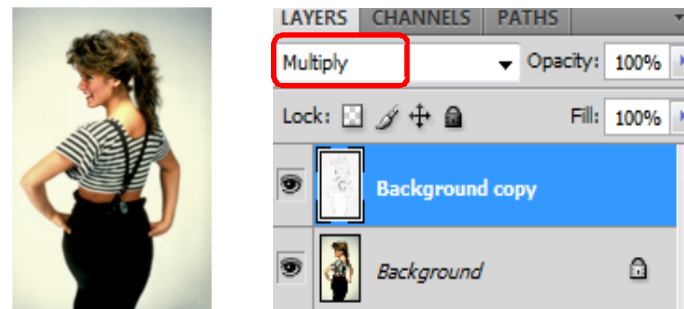 LAYERS CHANNELS PATHS
Multiply Opacity: 100%
Lock: Fill: 100%
Background copy
Background